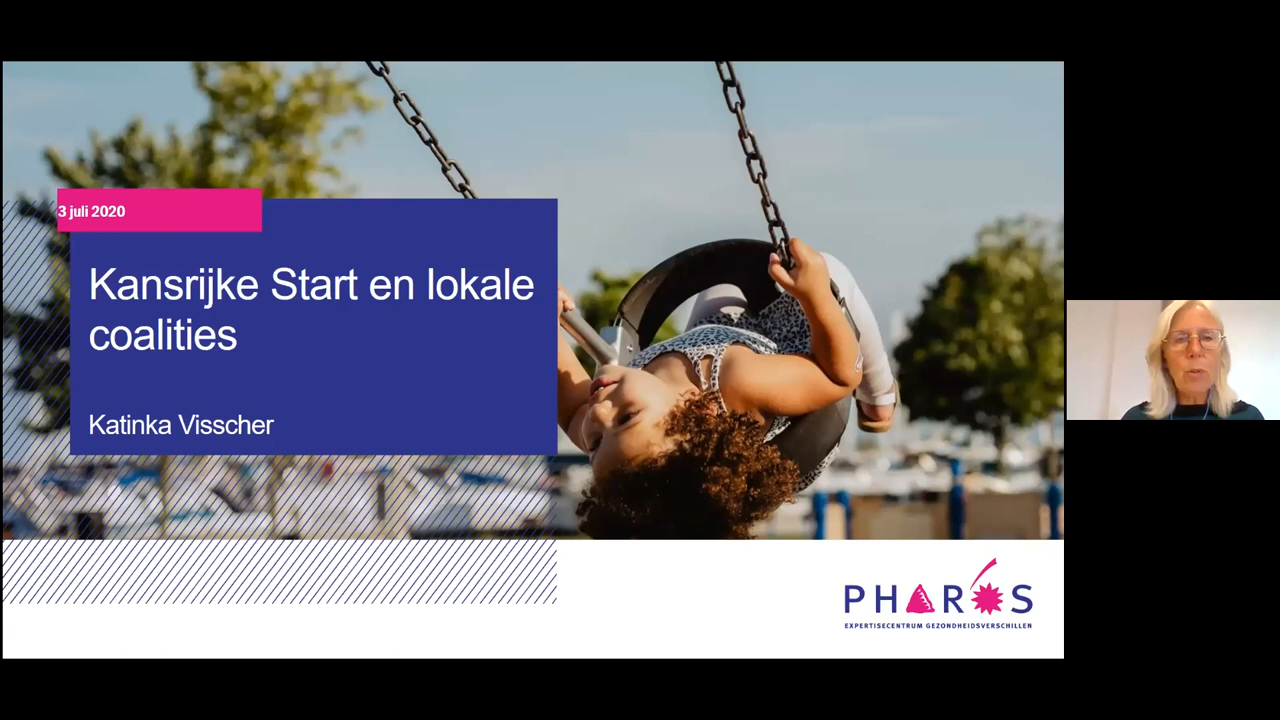 3 juli 2020
Kansrijke Start en lokale
coalities
Katinka Visscher
PHAROS
EXPERTISECENTRUM GEZONDHEIDSVERSCHILLEN